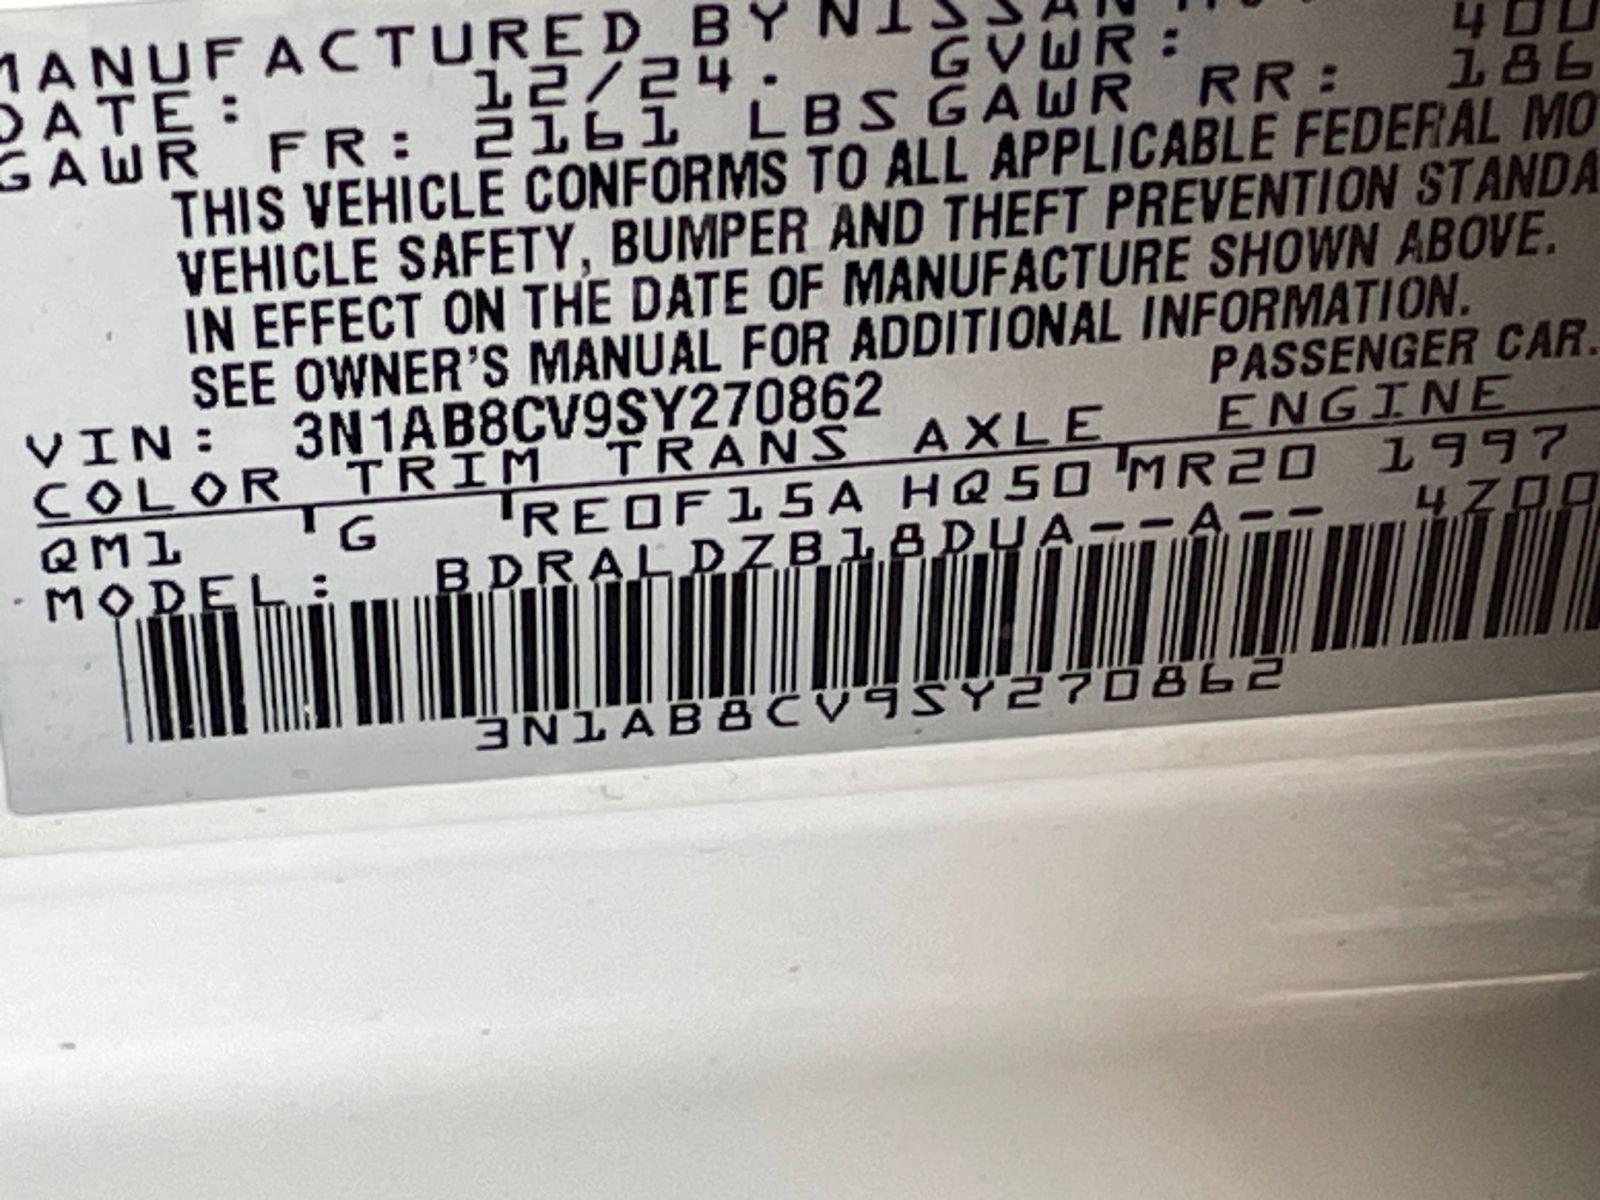 MANUFACTURED BY NISSAN
DATE: 12/24. GVWR: 400
GAWR FR: 2161 LBS GAWR RR: 186
THIS VEHICLE CONFORMS TO ALL APPLICABLE FEDERAL MO
VEHICLE SAFETY, BUMPER AND THEFT PREVENTION STANDA
IN EFFECT ON THE DATE OF MANUFACTURE SHOWN ABOVE.
SEE OWNER'S MANUAL FOR ADDITIONAL INFORMATION.
VIN: 3N1AB8CV9SY270862 PASSENGER CAR.
COLOR TRIM TRANS AXLE ENGINE
QM1 G RE0F15A HQ50 MR20 1997
MODEL: BDRALDZB18DUA--A-- 4Z00
3N1AB8CV9SY270862